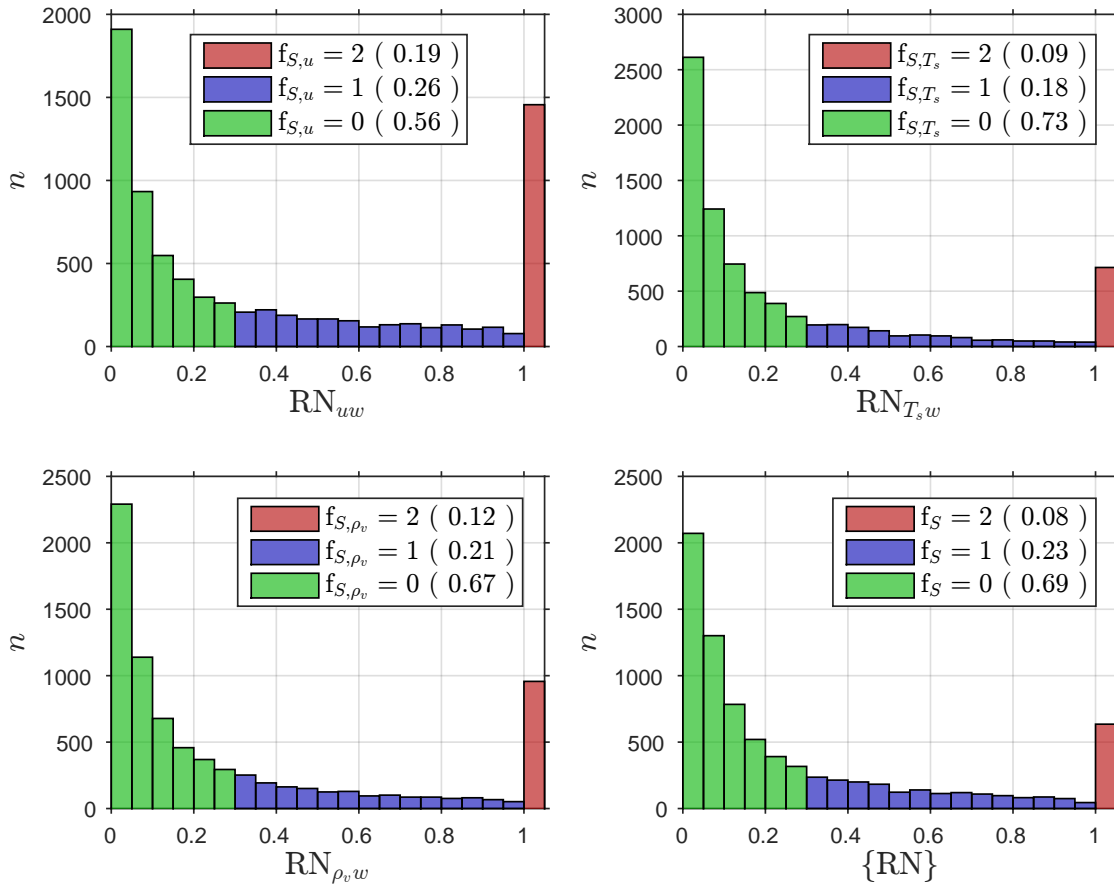 2000
1500
1000
500
0
n
f_{S,u} = 2 ( 0.19 )
f_{S,u} = 1 ( 0.26 )
f_{S,u} = 0 ( 0.56 )
0 0.2 0.4 0.6 0.8 1
RN_{uw}
3000
2500
2000
1500
1000
500
0
n
f_{S,T_s} = 2 ( 0.09 )
f_{S,T_s} = 1 ( 0.18 )
f_{S,T_s} = 0 ( 0.73 )
0 0.2 0.4 0.6 0.8 1
RN_{T_s w}
2500
2000
1500
1000
500
0
n
f_{S,ρ_v} = 2 ( 0.12 )
f_{S,ρ_v} = 1 ( 0.21 )
f_{S,ρ_v} = 0 ( 0.67 )
0 0.2 0.4 0.6 0.8 1
RN_{ρ_v w}
2500
2000
1500
1000
500
0
n
f_S = 2 ( 0.08 )
f_S = 1 ( 0.23 )
f_S = 0 ( 0.69 )
0 0.2 0.4 0.6 0.8 1
{RN}